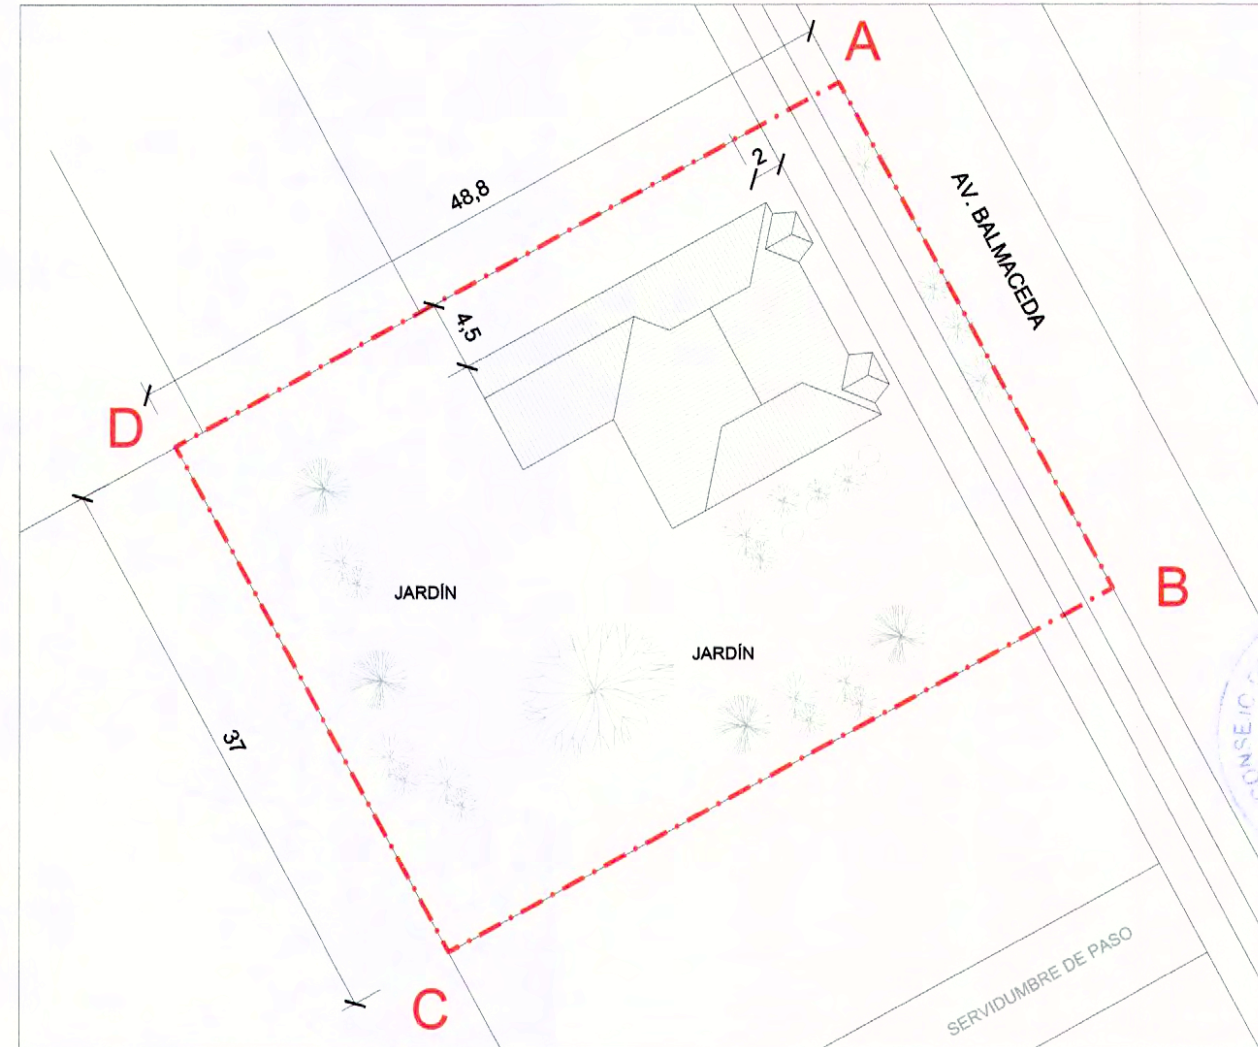 A
2
48,8
AV. BALMACEDA
4,5
D
B
JARDÍN
JARDÍN
37
CONSEJO
C
SERVIDUMBRE DE PASO